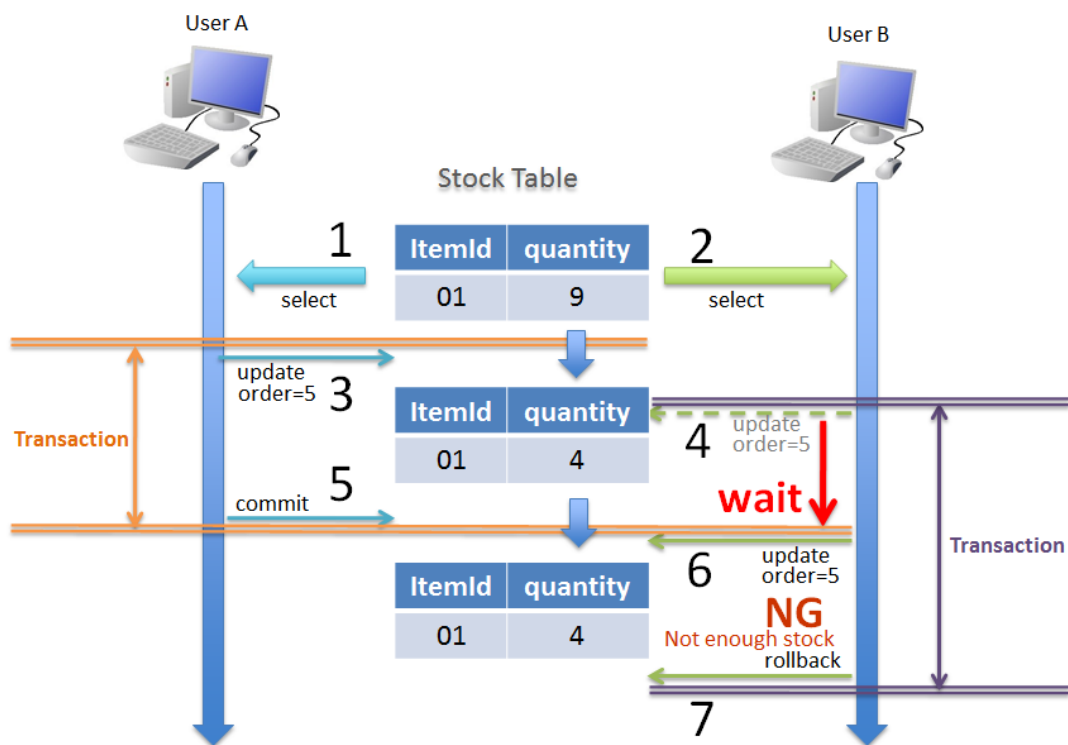 User A
User B
Stock Table
1
ItemId quantity
2
01 9
select
select
update
order=5
3
ItemId quantity
4
update
order=5
Transaction
01 4
5
wait
commit
Transaction
6
update
order=5
ItemId quantity
NG
01 4
Not enough stock
rollback
7